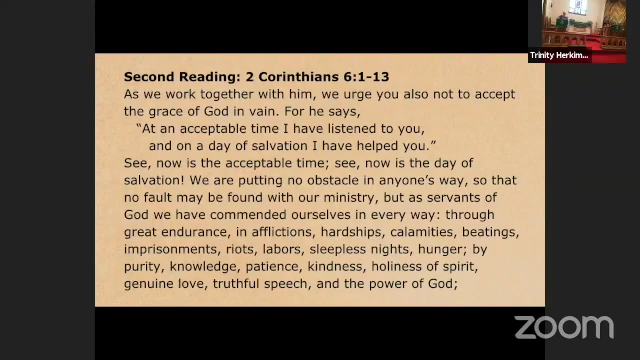 Second Reading: 2 Corinthians 6:1-13
As we work together with him, we urge you also not to accept
the grace of God in vain. For he says,
“At an acceptable time I have listened to you,
and on a day of salvation I have helped you.”
See, now is the acceptable time; see, now is the day of
salvation! We are putting no obstacle in anyone’s way, so that
no fault may be found with our ministry, but as servants of
God we have commended ourselves in every way: through
great endurance, in afflictions, hardships, calamities, beatings,
imprisonments, riots, labors, sleepless nights, hunger; by
purity, knowledge, patience, kindness, holiness of spirit,
genuine love, truthful speech, and the power of God;
Trinity Herkim...
zoom